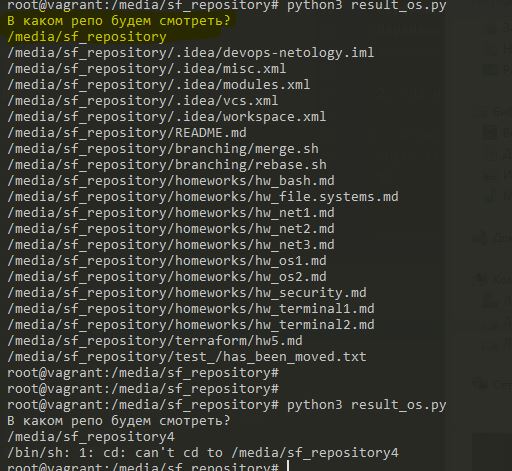 root@vagrant:/media/sf_repository# python3 result_os.py
В каком репо будем смотреть?
/media/sf_repository
/media/sf_repository/.idea/devops-netology.iml
/media/sf_repository/.idea/misc.xml
/media/sf_repository/.idea/modules.xml
/media/sf_repository/.idea/vcs.xml
/media/sf_repository/.idea/workspace.xml
/media/sf_repository/README.md
/media/sf_repository/branching/merge.sh
/media/sf_repository/branching/rebase.sh
/media/sf_repository/homeworks/hw_bash.md
/media/sf_repository/homeworks/hw_file.systems.md
/media/sf_repository/homeworks/hw_net1.md
/media/sf_repository/homeworks/hw_net2.md
/media/sf_repository/homeworks/hw_net3.md
/media/sf_repository/homeworks/hw_os1.md
/media/sf_repository/homeworks/hw_os2.md
/media/sf_repository/homeworks/hw_security.md
/media/sf_repository/homeworks/hw_terminal1.md
/media/sf_repository/homeworks/hw_terminal2.md
/media/sf_repository/terraform/hw5.md
/media/sf_repository/test_/has_been_moved.txt
root@vagrant:/media/sf_repository#
root@vagrant:/media/sf_repository#
root@vagrant:/media/sf_repository# python3 result_os.py
В каком репо будем смотреть?
/media/sf_repository4
/bin/sh: 1: cd: can't cd to /media/sf_repository4
root@vagrant:/media/sf_repository#